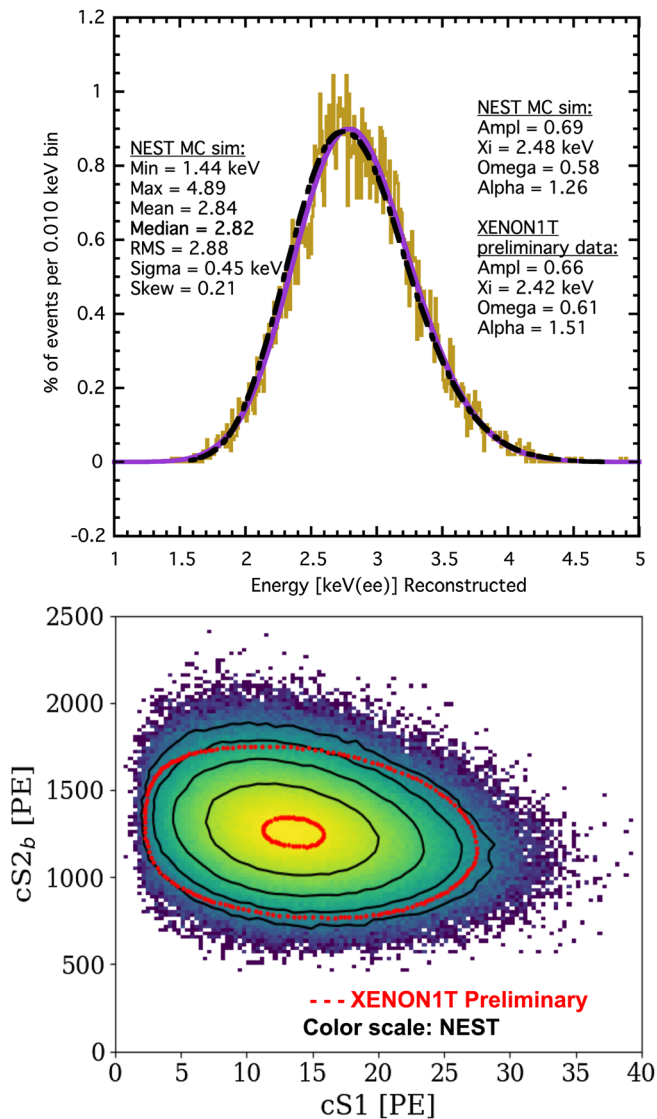 1.2
1
0.8
0.6
0.4
0.2
0
-0.2
% of events per 0.010 keV bin
NEST MC sim:
Min = 1.44 keV
Max = 4.89
Mean = 2.84
Median = 2.82
RMS = 2.88
Sigma = 0.45 keV
Skew = 0.21
NEST MC sim:
Ampl = 0.69
Xi = 2.48 keV
Omega = 0.58
Alpha = 1.26
XENON1T
preliminary data:
Ampl = 0.66
Xi = 2.42 keV
Omega = 0.61
Alpha = 1.51
1 1.5 2 2.5 3 3.5 4 4.5 5
Energy [keV(ee)] Reconstructed
2500
2000
1500
1000
500
0
cS2b [PE]
--- XENON1T Preliminary
Color scale: NEST
0 5 10 15 20 25 30 35 40
cS1 [PE]